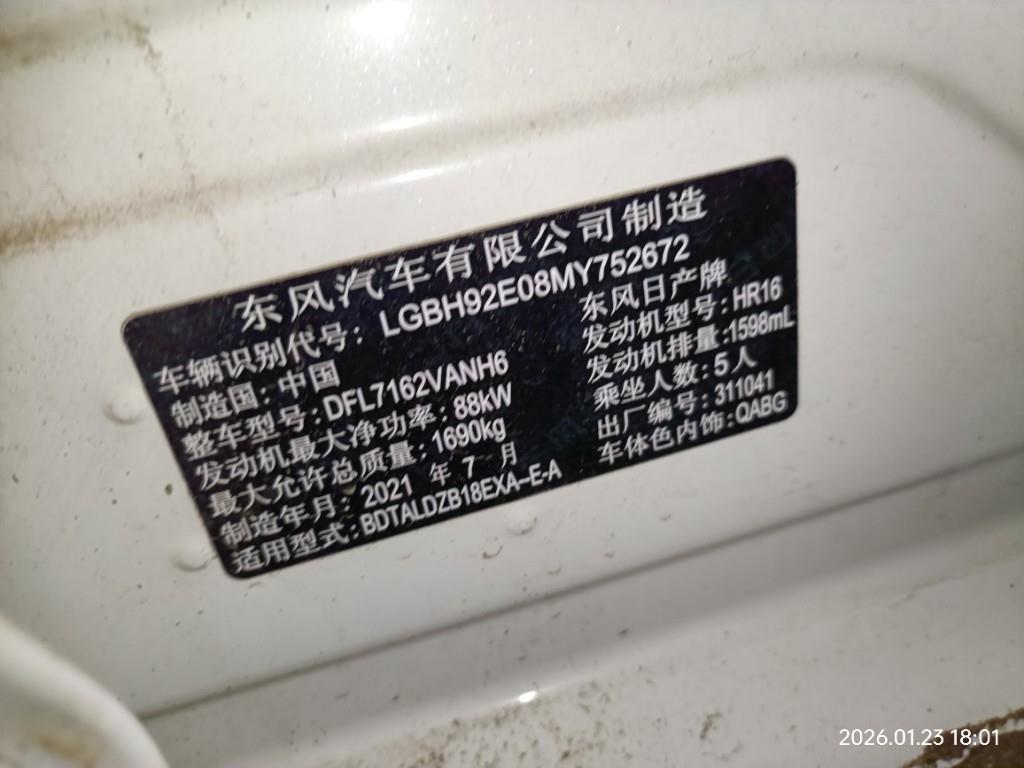 东风汽车有限公司制造
车辆识别代号: LGBH92E08MY752672
制造国: 中国 东风日产牌
整车型号: DFL7162VANH6 发动机型号: HR16
发动机最大净功率: 88kW 发动机排量: 1598mL
最大允许总质量: 1690kg 乘坐人数: 5人
制造年月: 2021 年 7 月 出厂编号: 311041
适用型式: BDTALDZB18EXA-E-A 车体色内饰: QABG
2026.01.23 18:01